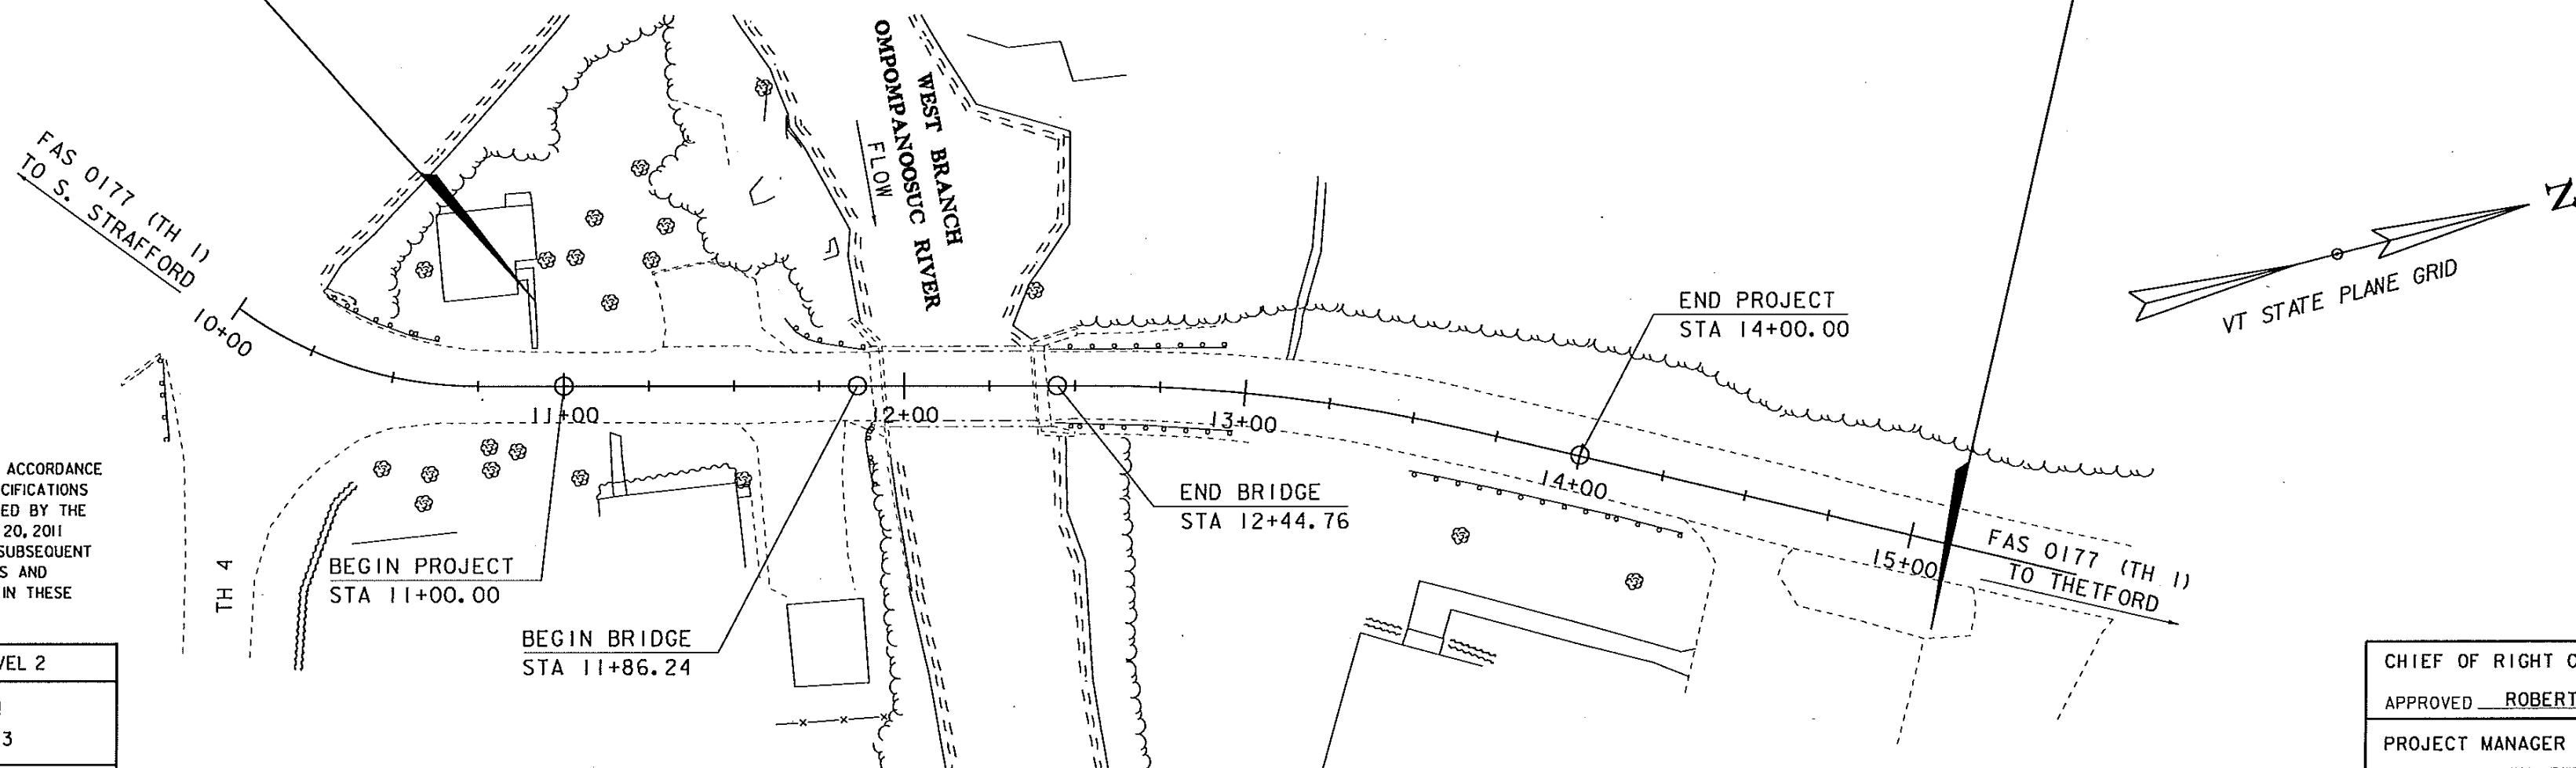 WEST BRANCH
OMPOMPANOOSUC RIVER
FLOW
FAS 0177 (TH 1)
TO S. STRAFFORD
10+00
END PROJECT
STA 14+00.00
VT STATE PLANE GRID
N
11+00
12+00
13+00
14+00
15+00
END BRIDGE
STA 12+44.76
FAS 0177 (TH 1)
TO THETFORD
BEGIN PROJECT
STA 11+00.00
BEGIN BRIDGE
STA 11+86.24
TH 4
ACCORDANCE
CIFICATIONS
ED BY THE
20, 2011
SUBSEQUENT
S AND
IN THESE
VEL 2
3
CHIEF OF RIGHT
APPROVED ROBERT
PROJECT MANAGER